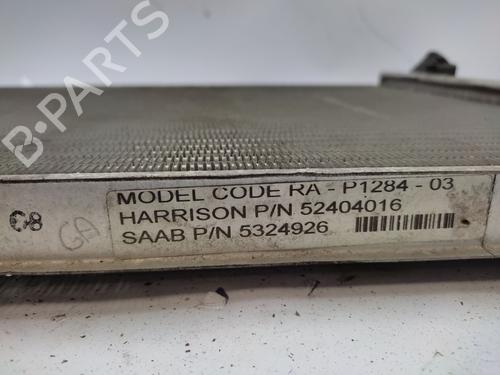 B-PARTS
MODEL CODE RA - P1284 - 03
HARRISON P/N 52404016
SAAB P/N 5324926
C8
GA